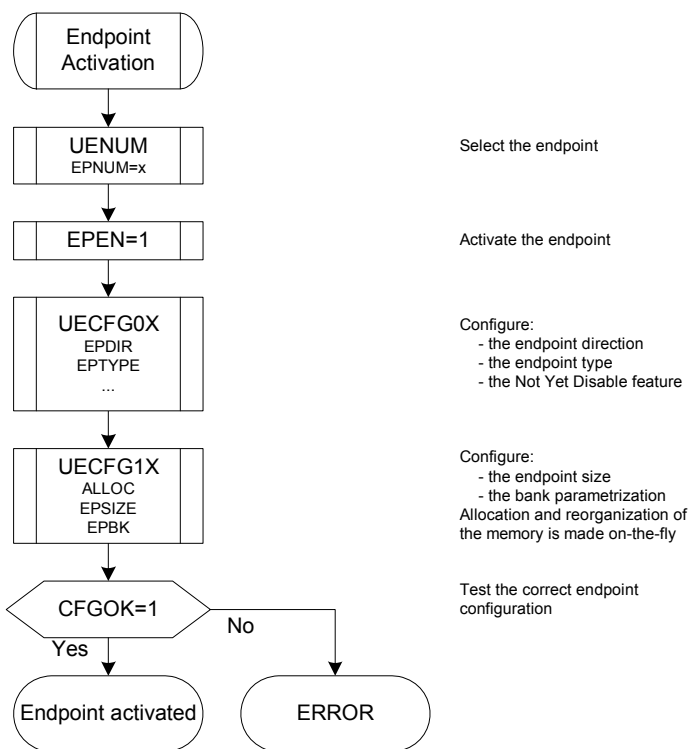 Endpoint
Activation
UENUM
EPNUM=x
Select the endpoint
EPEN=1
Activate the endpoint
UECFG0X
EPDIR
EPTYPE
...
Configure:
- the endpoint direction
- the endpoint type
- the Not Yet Disable feature
UECFG1X
ALLOC
EPSIZE
EPBK
Configure:
- the endpoint size
- the bank parametrization
Allocation and reorganization of
the memory is made on-the-fly
CFGOK=1
Test the correct endpoint
configuration
No
Yes
Endpoint activated
ERROR